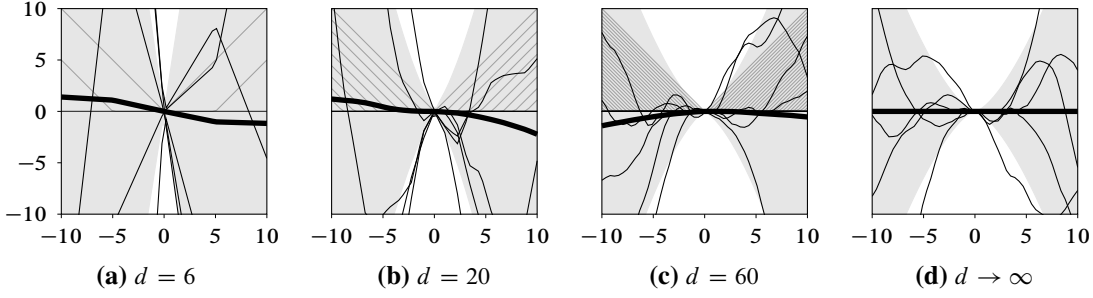 10
5
0
−5
−10
−10 −5 0 5 10
−10 −5 0 5 10
−10 −5 0 5 10
−10 −5 0 5 10
(a) d = 6
(b) d = 20
(c) d = 60
(d) d → ∞